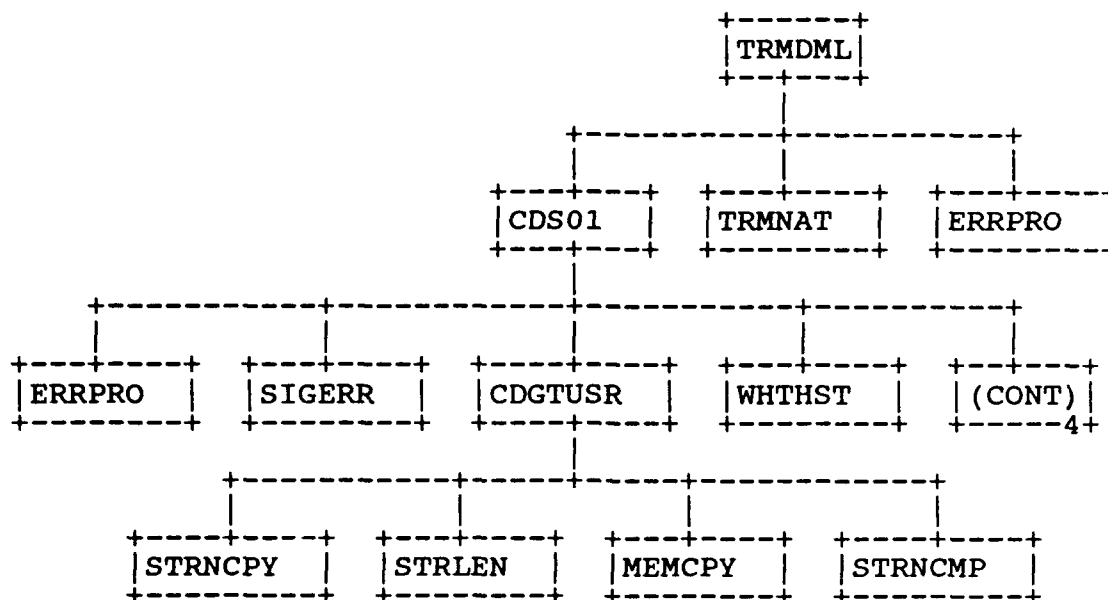 TRMDML
CDS01 TRMNAT ERRPRO
ERRPRO SIGERR CDGTUSR WHTHST (CONT)
4
STRNCPY STRLEN MEMCPY STRNCMP